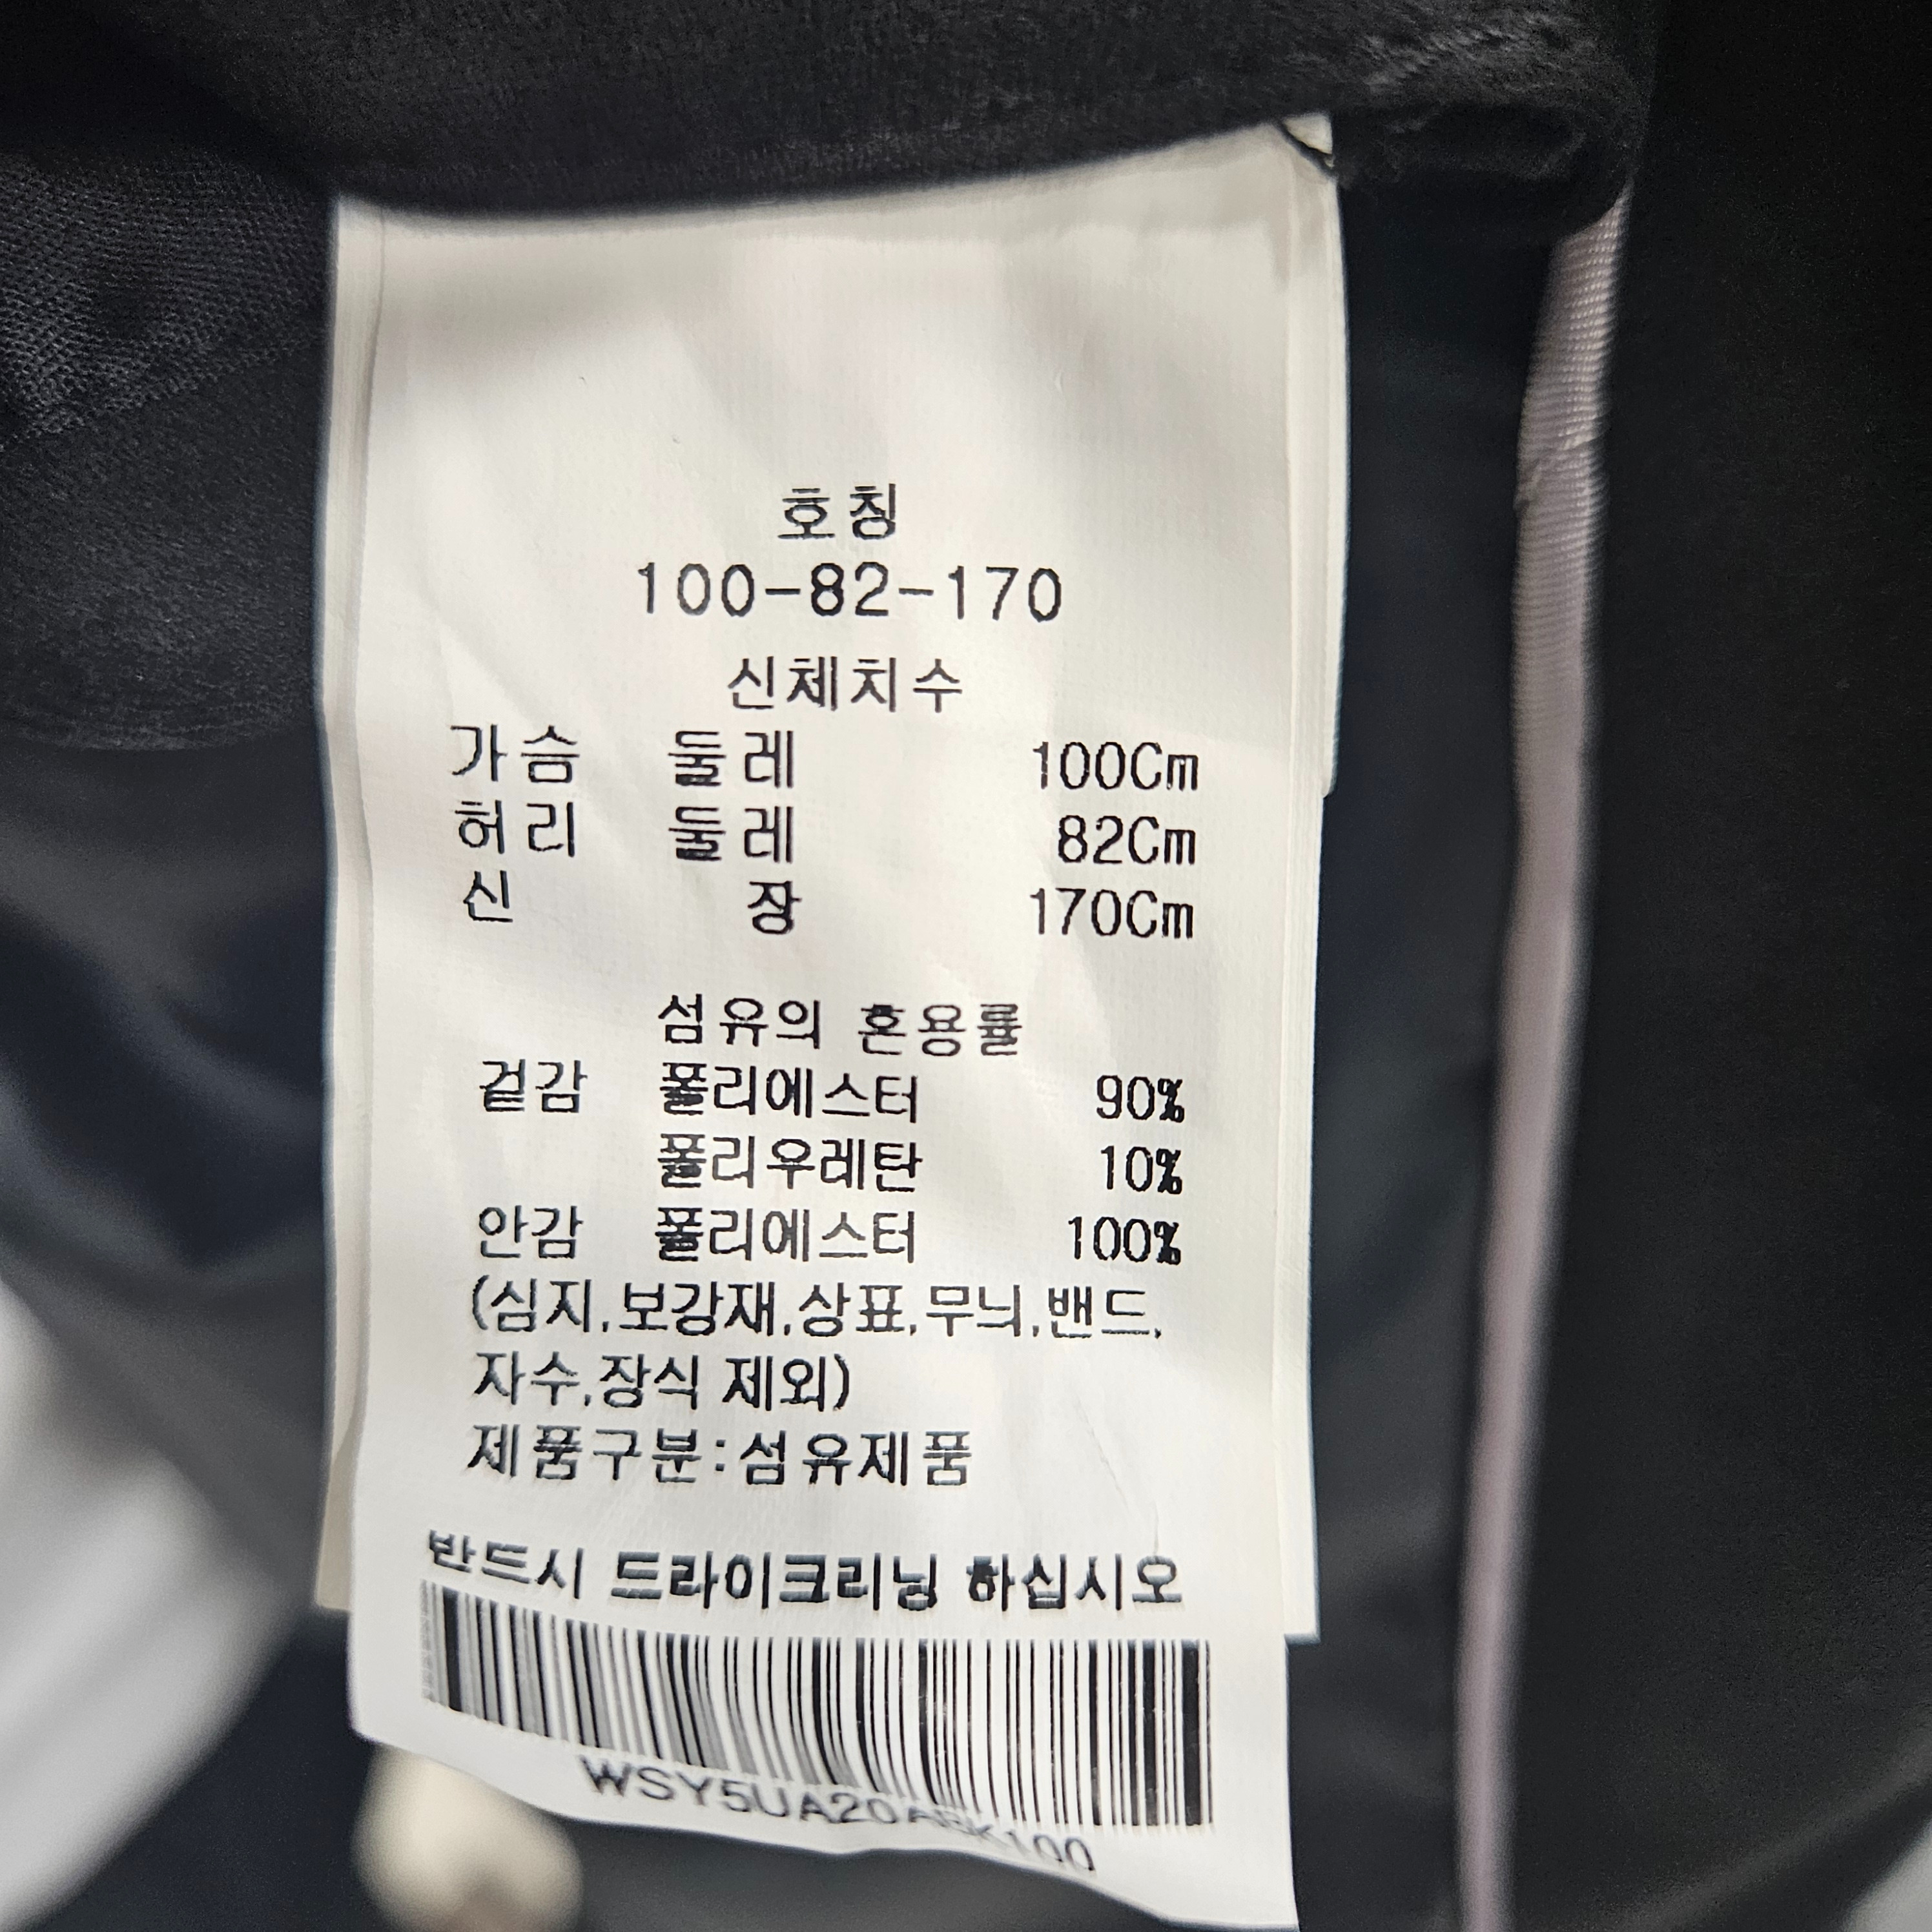 호칭
100-82-170
신체치수
가슴 둘레 100Cm
허리 둘레 82Cm
신 장 170Cm
섬유의 혼용률
겉감 폴리에스터 90%
폴리우레탄 10%
안감 폴리에스터 100%
(심지,보강재,상표,무늬,밴드,
자수,장식 제외)
제품구분:섬유제품
반드시 드라이크리닝 하십시오
WSY5UA20ABK100